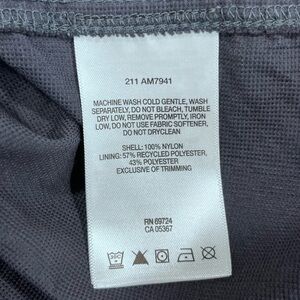 211 AM7941
MACHINE WASH COLD GENTLE, WASH
SEPARATELY, DO NOT BLEACH, TUMBLE
DRY LOW, REMOVE PROMPTLY, IRON
LOW, DO NOT USE FABRIC SOFTENER,
DO NOT DRYCLEAN
SHELL: 100% NYLON
LINING: 57% RECYCLED POLYESTER,
43% POLYESTER
EXCLUSIVE OF TRIMMING
RN 69724
CA 05367